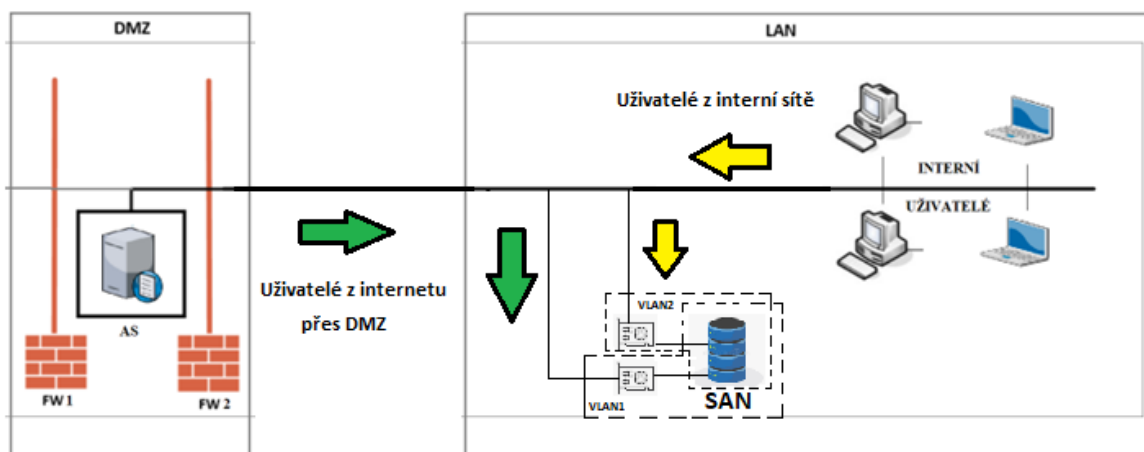 DMZ
LAN
Uživatelé z interní sítě
INTERNÍ
UŽIVATELÉ
Uživatelé z internetu
přes DMZ
AS
FW 1
FW 2
VLAN2
VLAN1
SAN